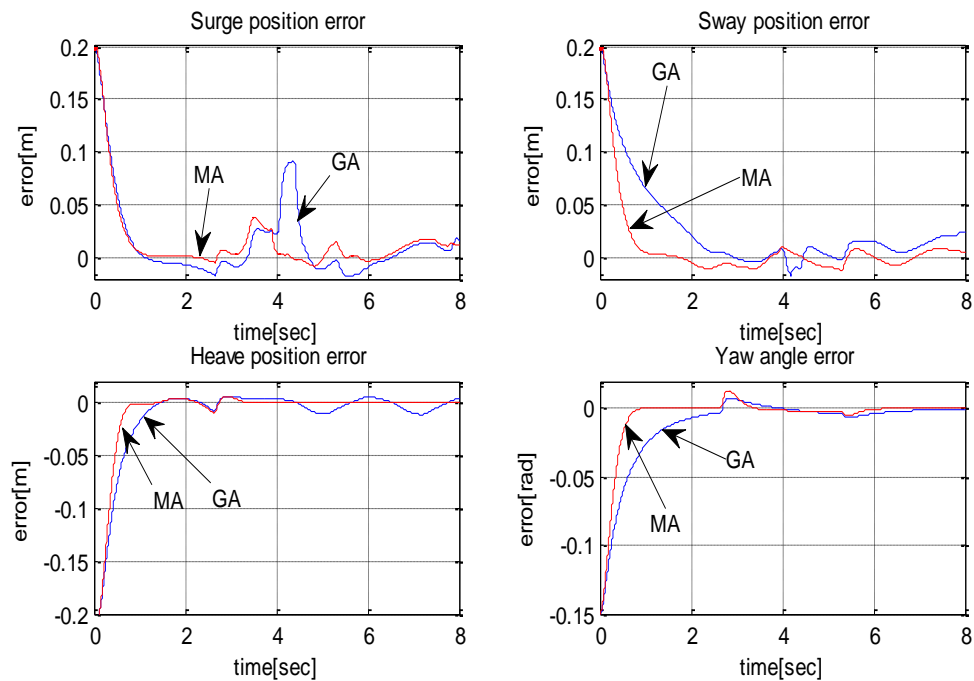 Surge position error
error[m]
0.2
0.15
0.1
0.05
0
MA
GA
0 2 4 6 8
time[sec]
Sway position error
error[m]
0.2
0.15
0.1
0.05
0
GA
MA
0 2 4 6 8
time[sec]
Heave position error
error[m]
0
-0.05
-0.1
-0.15
-0.2
MA
GA
0 2 4 6 8
time[sec]
Yaw angle error
error[rad]
0
-0.05
-0.1
-0.15
GA
MA
0 2 4 6 8
time[sec]